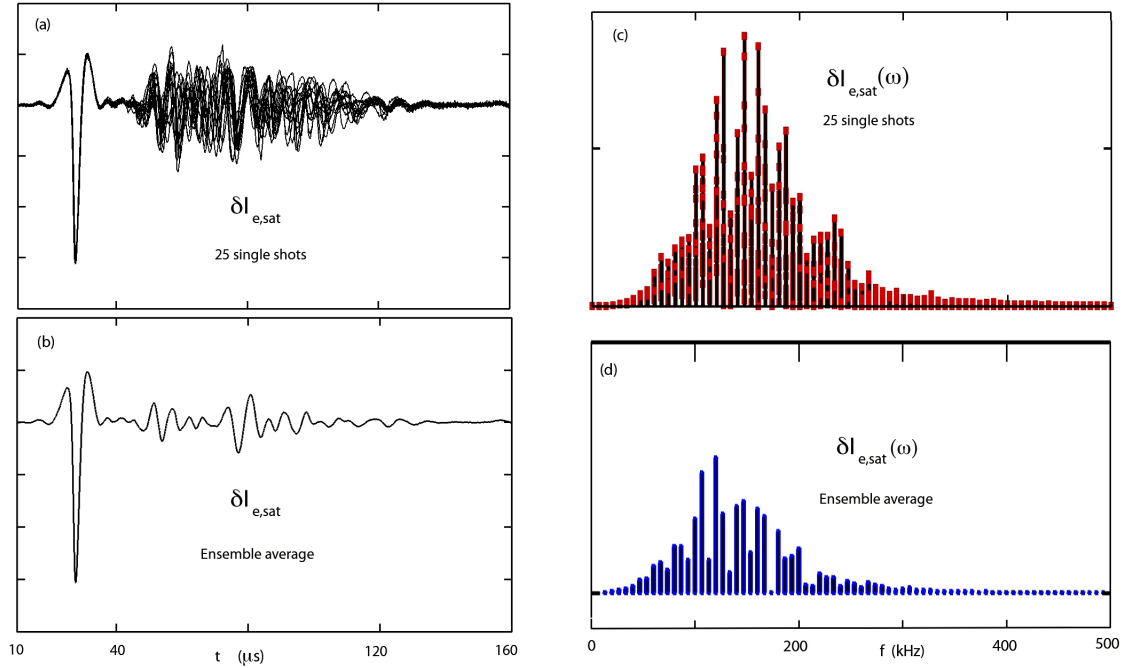 (a)
δI e,sat
25 single shots
(b)
δI e,sat
Ensemble average
10 40 80 120 160
t (μs)
(c)
δI e,sat (ω)
25 single shots
(d)
δI e,sat (ω)
Ensemble average
0 200 400 500
f (kHz)